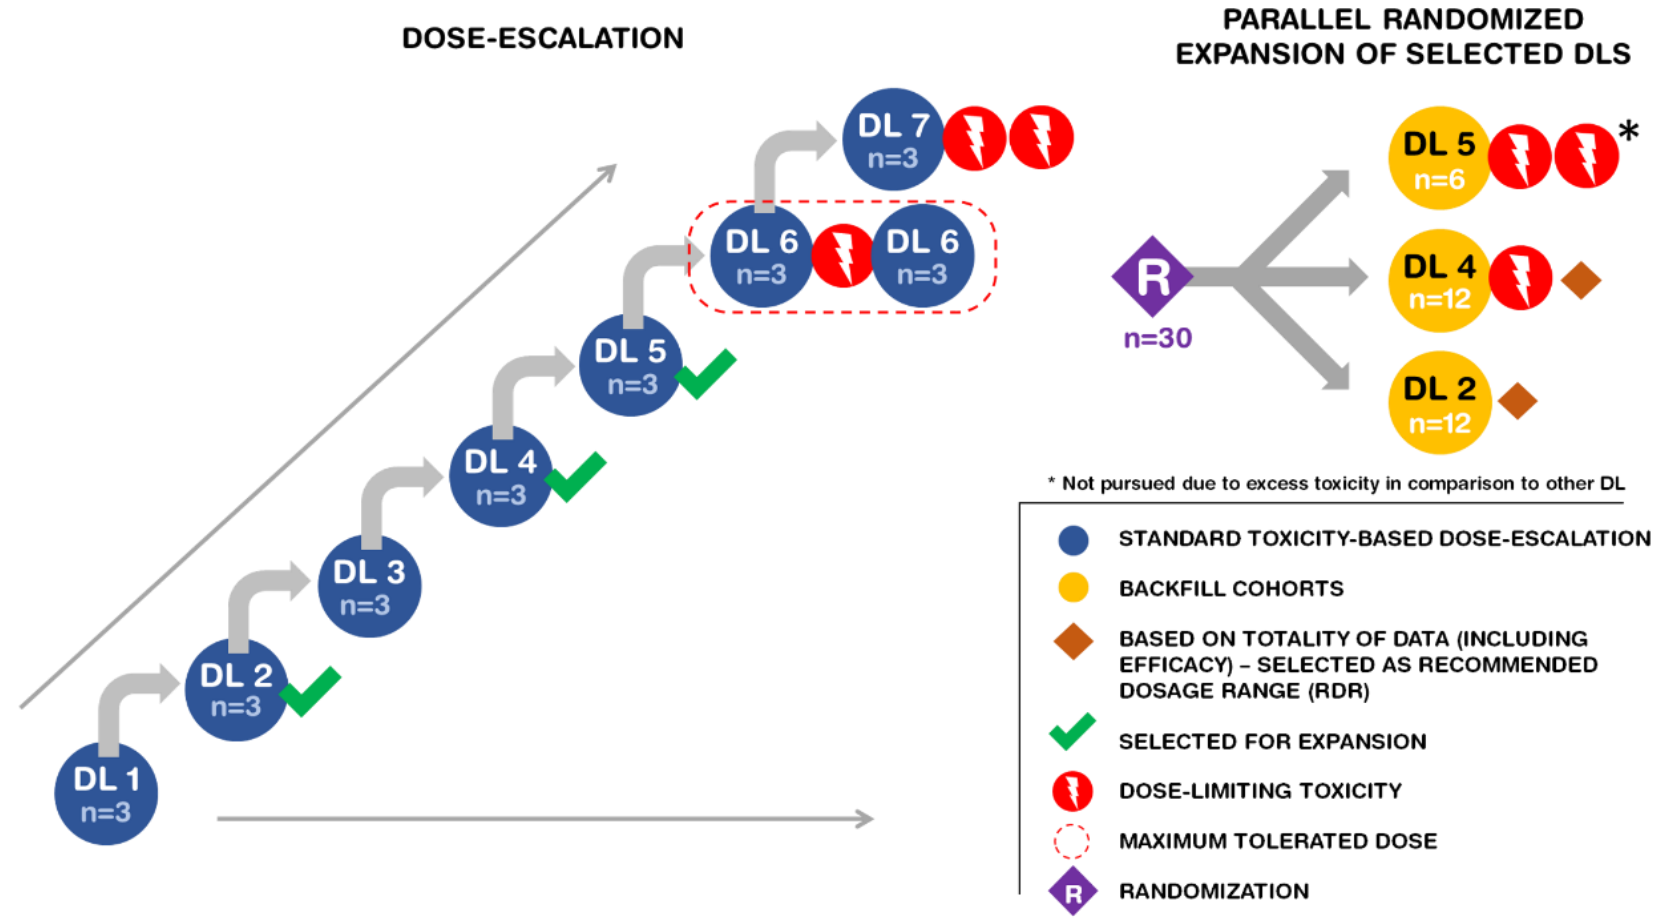 DOSE-ESCALATION
PARALLEL RANDOMIZED
EXPANSION OF SELECTED DLS
DL 7
n=3
DL 6
n=3
DL 6
n=3
DL 5
n=3
DL 4
n=3
DL 3
n=3
DL 2
n=3
DL 1
n=3
R
n=30
DL 5
n=6
*
DL 4
n=12
DL 2
n=12
* Not pursued due to excess toxicity in comparison to other DL
STANDARD TOXICITY-BASED DOSE-ESCALATION
BACKFILL COHORTS
BASED ON TOTALITY OF DATA (INCLUDING
EFFICACY) – SELECTED AS RECOMMENDED
DOSAGE RANGE (RDR)
SELECTED FOR EXPANSION
DOSE-LIMITING TOXICITY
MAXIMUM TOLERATED DOSE
R
RANDOMIZATION